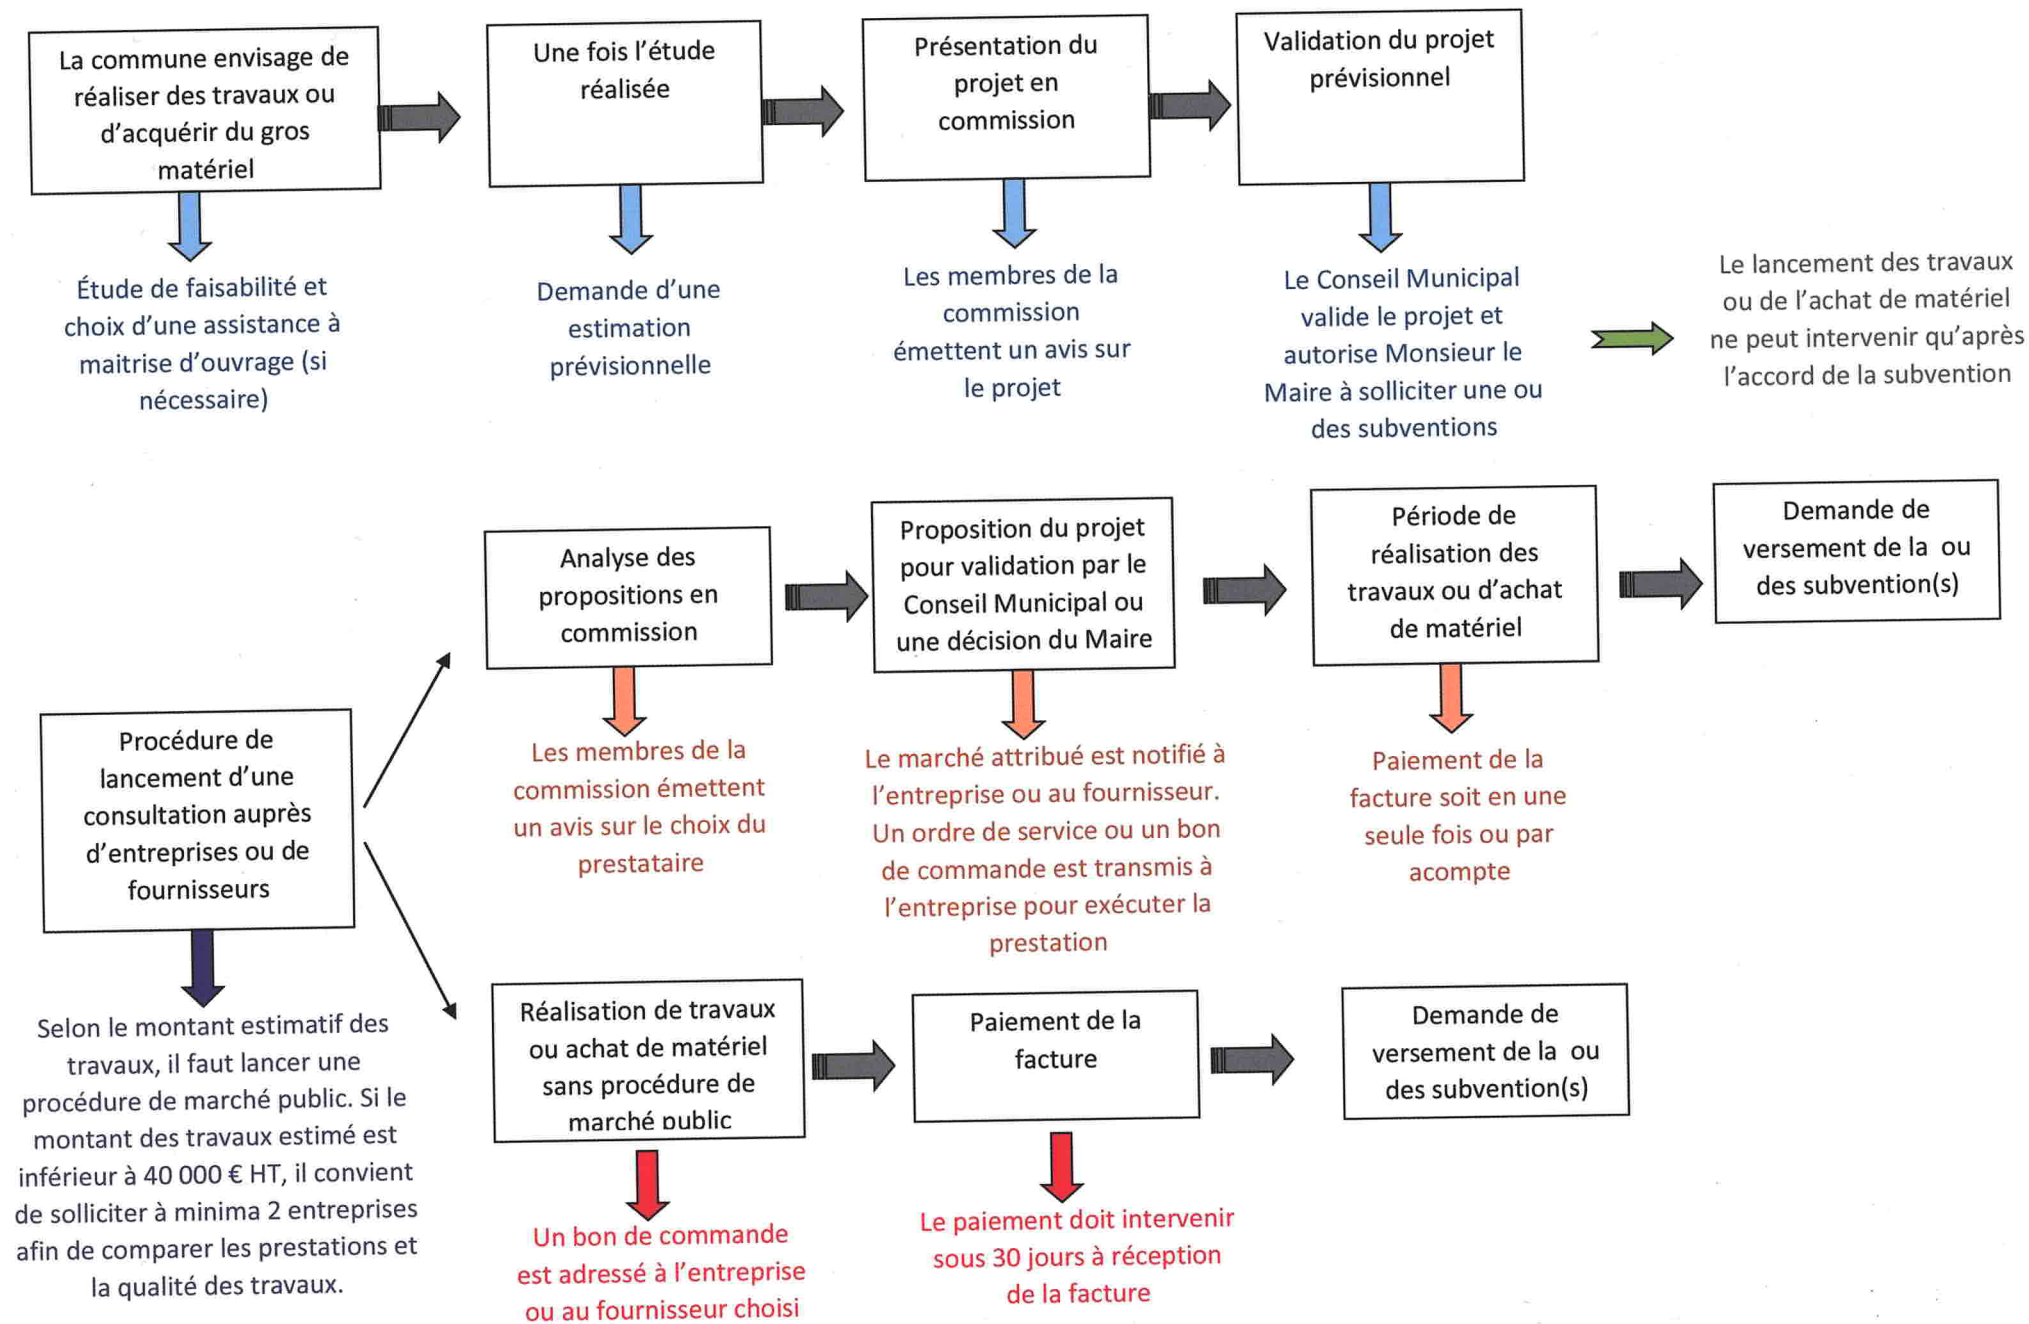 La commune envisage de
réaliser des travaux ou
d’acquérir du gros
matériel
Une fois l’étude
réalisée
Présentation du
projet en
commission
Validation du projet
prévisionnel
Étude de faisabilité et
choix d’une assistance à
maitrise d’ouvrage (si
nécessaire)
Demande d’une
estimation
prévisionnelle
Les membres de la
commission
émettent un avis sur
le projet
Le Conseil Municipal
valide le projet et
autorise Monsieur le
Maire à solliciter une ou
des subventions
Le lancement des travaux
ou de l’achat de matériel
ne peut intervenir qu’après
l’accord de la subvention
Procédure de
lancement d’une
consultation auprès
d’entreprises ou de
fournisseurs
Selon le montant estimatif des
travaux, il faut lancer une
procédure de marché public. Si le
montant des travaux estimé est
inférieur à 40 000 € HT, il convient
de solliciter à minima 2 entreprises
afin de comparer les prestations et
la qualité des travaux.
Analyse des
propositions en
commission
Proposition du projet
pour validation par le
Conseil Municipal ou
une décision du Maire
Période de
réalisation des
travaux ou d’achat
de matériel
Demande de
versement de la  ou
des subvention(s)
Les membres de la
commission émettent
un avis sur le choix du
prestataire
Le marché attribué est notifié à
l’entreprise ou au fournisseur.
Un ordre de service ou un bon
de commande est transmis à
l’entreprise pour exécuter la
prestation
Paiement de la
facture soit en une
seule fois ou par
acompte
Réalisation de travaux
ou achat de matériel
sans procédure de
marché public
Paiement de la
facture
Demande de
versement de la  ou
des subvention(s)
Un bon de commande
est adressé à l’entreprise
ou au fournisseur choisi
Le paiement doit intervenir
sous 30 jours à réception
de la facture